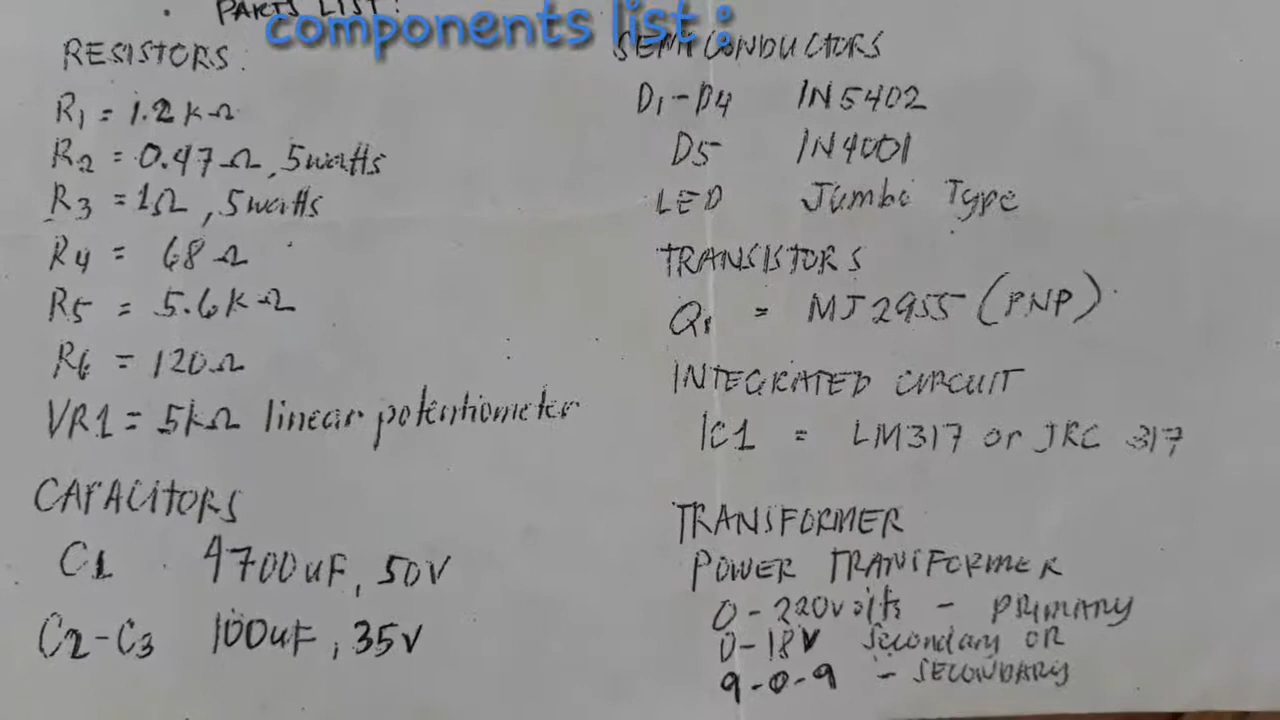 PARTS LIST:
components list :
RESISTORS:
R1 = 1.2kΩ
R2 = 0.47Ω, 5watts
R3 = 1Ω, 5watts
R4 = 68Ω
R5 = 5.6kΩ
R6 = 120Ω
VR1 = 5kΩ linear potentiometer
CAPACITORS
C1 4700uF, 50V
C2-C3 100uF, 35V
SEMICONDUCTORS
D1-D4 IN5402
D5 IN4001
LED Jumbo Type
TRANSISTORS
Q1 = MJ2955 (PNP)
INTEGRATED CIRCUIT
IC1 = LM317 or JRC 317
TRANSFORMER
POWER TRANSFORMER
0-220volts - PRIMARY
0-18V Secondary OR
9-0-9 - SECONDARY